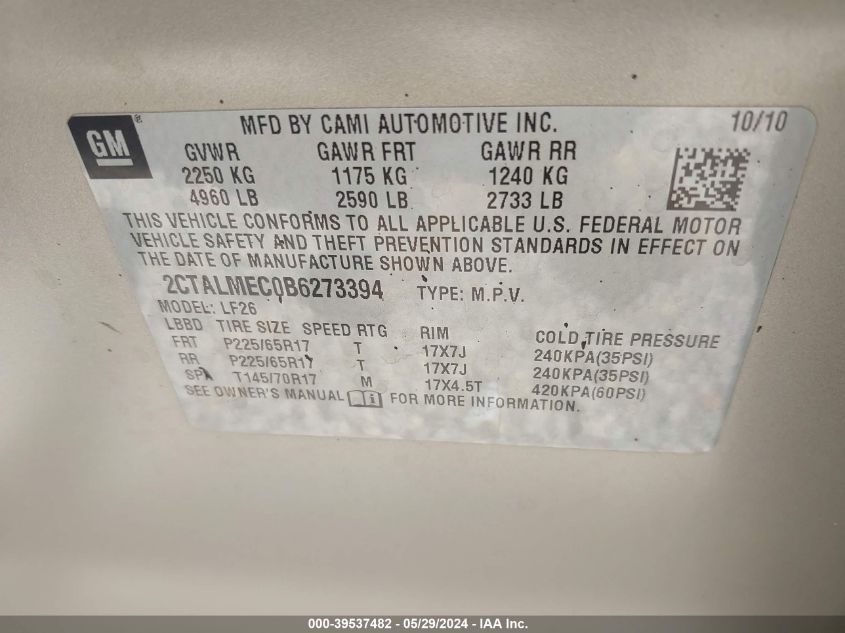 GM
®
MFD BY CAMI AUTOMOTIVE INC. 10/10
GVWR GAWR FRT GAWR RR
2250 KG 1175 KG 1240 KG
4960 LB 2590 LB 2733 LB
THIS VEHICLE CONFORMS TO ALL APPLICABLE U.S. FEDERAL MOTOR
VEHICLE SAFETY AND THEFT PREVENTION STANDARDS IN EFFECT ON
THE DATE OF MANUFACTURE SHOWN ABOVE.
2CTALMEC0B6273394 TYPE: M.P.V.
MODEL: LF26
LBBD TIRE SIZE SPEED RTG RIM COLD TIRE PRESSURE
FRT P225/65R17 T 17X7J 240KPA(35PSI)
RR P225/65R17 T 17X7J 240KPA(35PSI)
SPA T145/70R17 M 17X4.5T 420KPA(60PSI)
SEE OWNER'S MANUAL FOR MORE INFORMATION.
000-39537482 - 05/29/2024 - IAA Inc.